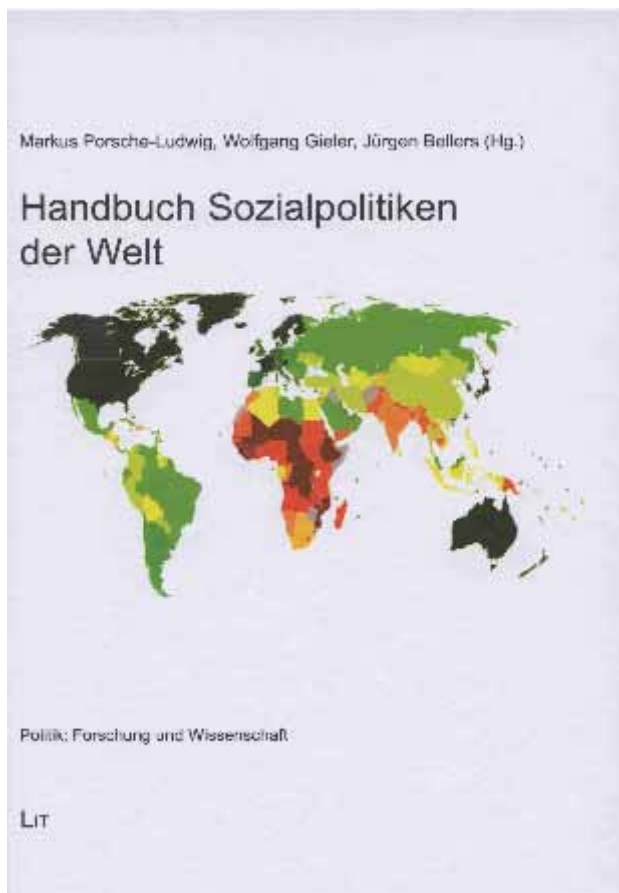 Markus Porsche-Ludwig, Wolfgang Gieler, Jürgen Bellers (Hg.)
Handbuch Sozialpolitiken
der Welt
Politik: Forschung und Wissenschaft
LIT